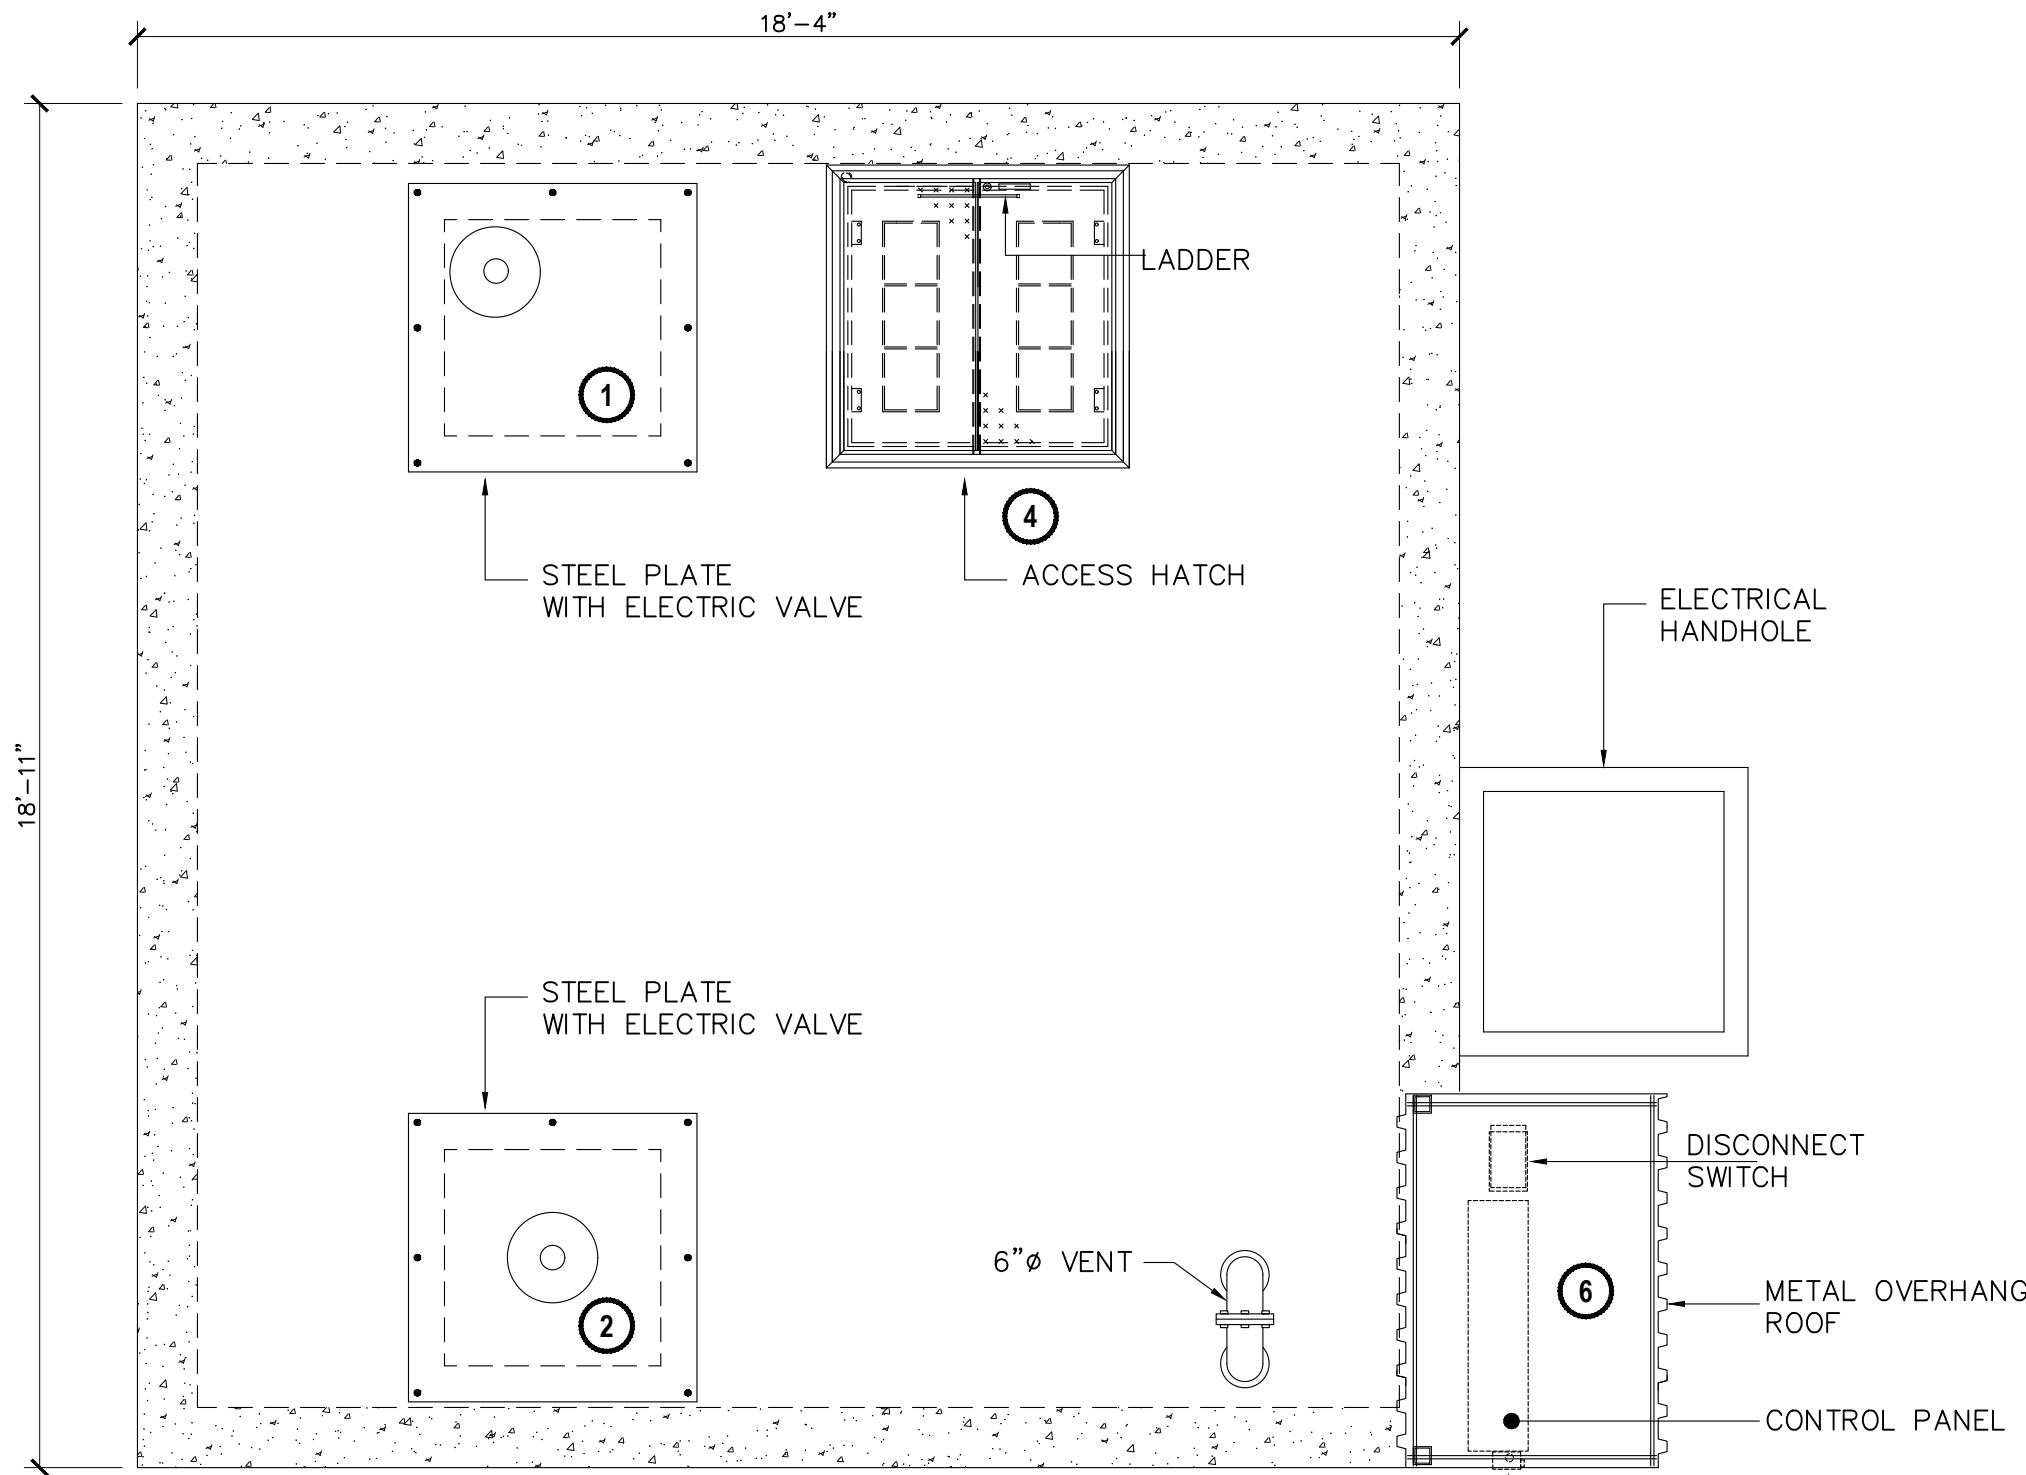 18'-4"
LADDER
1
4
STEEL PLATE
WITH ELECTRIC VALVE
ACCESS HATCH
ELECTRICAL
HANDHOLE
18'-11"
STEEL PLATE
WITH ELECTRIC VALVE
DISCONNECT
SWITCH
6"ø VENT
6
METAL OVERHANG
ROOF
2
CONTROL PANEL